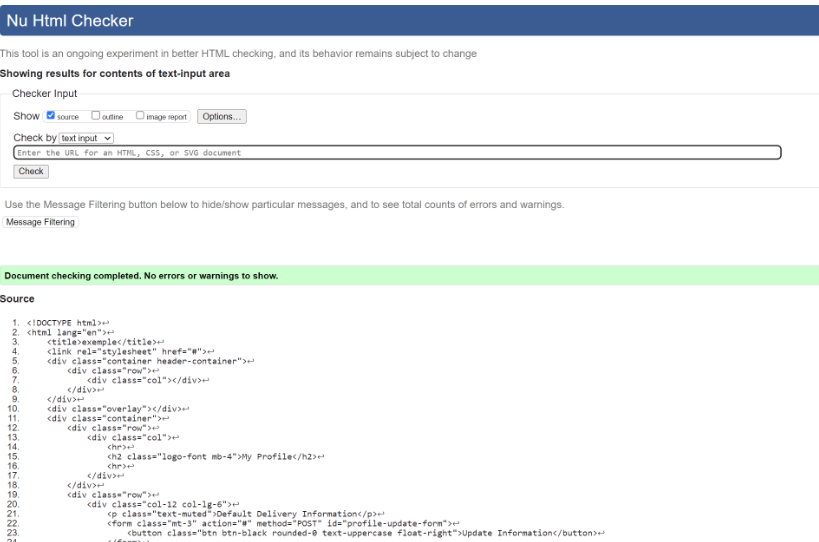 Nu Html Checker
This tool is an ongoing experiment in better HTML checking, and its behavior remains subject to change
Showing results for contents of text-input area
Checker Input
Show source outline image report Options...
Check by text input
Enter the URL for an HTML, CSS, or SVG document
Check
Use the Message Filtering button below to hide/show particular messages, and to see total counts of errors and warnings.
Message Filtering
Document checking completed. No errors or warnings to show.
Source
1. <!DOCTYPE html>↩
2. <html lang="en">↩
3. <title>exemple</title>↩
4. <link rel="stylesheet" href="#">↩
5. <div class="container header-container">↩
6. <div class="row">↩
7. <div class="col"></div>↩
8. </div>↩
9. </div>↩
10. <div class="overlay"></div>↩
11. <div class="container">↩
12. <div class="row">↩
13. <div class="col">↩
14. <hr>↩
15. <h2 class="logo-font mb-4">My Profile</h2>↩
16. <hr>↩
17. </div>↩
18. </div>↩
19. <div class="row">↩
20. <div class="col-12 col-lg-6">↩
21. <p class="text-muted">Default Delivery Information</p>↩
22. <form class="mt-3" action="#" method="POST" id="profile-update-form">↩
23. <button class="btn btn-black rounded-0 text-uppercase float-right">Update Information</button>↩
24. </form>↩